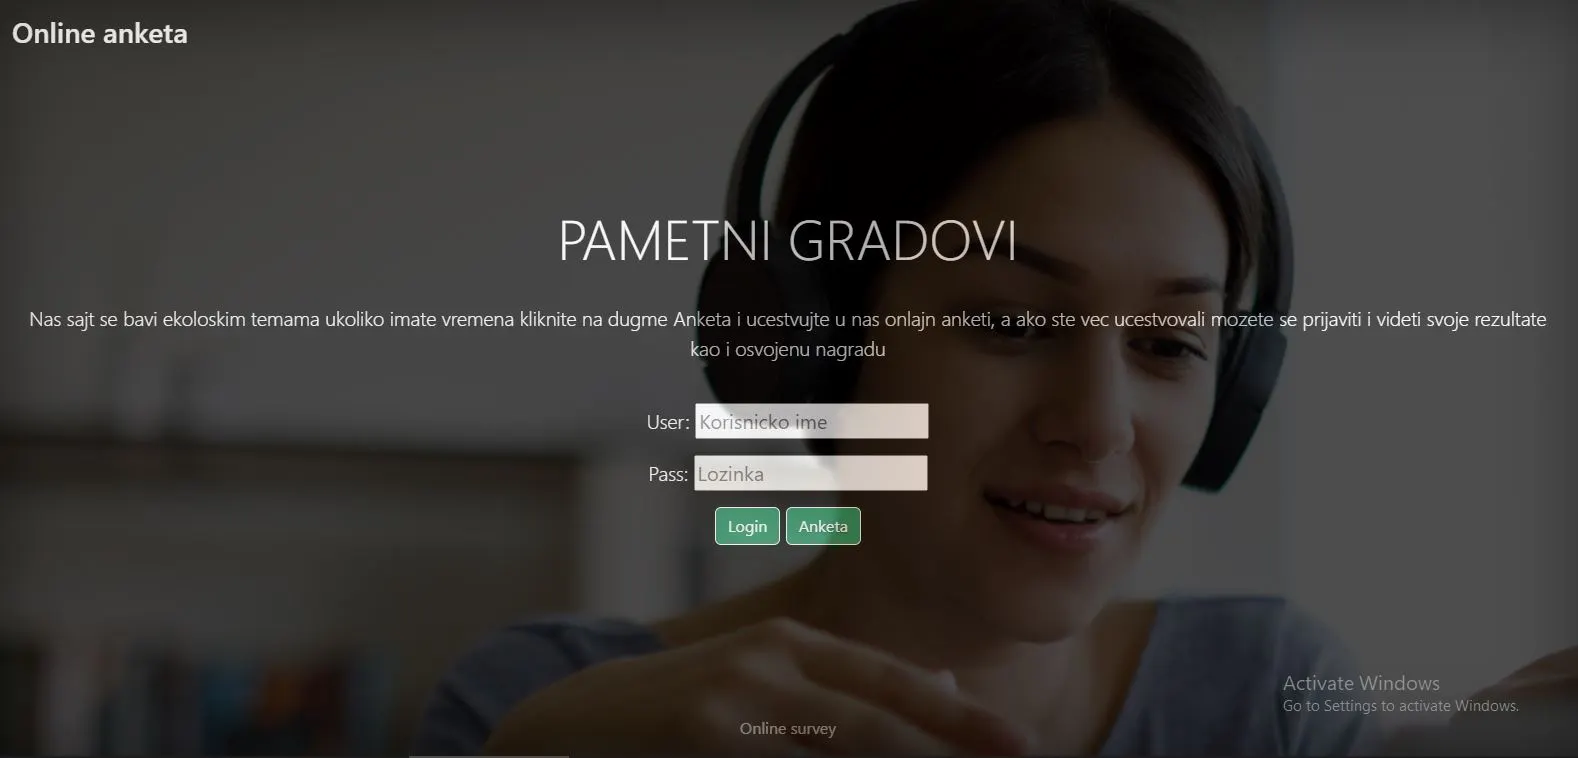 Online anketa
PAMETNI GRADOVI
Nas sajt se bavi ekoloskim temama ukoliko imate vremena kliknite na dugme Anketa i ucestvujte u nas onlajn anketi, a ako ste vec ucestvovali mozete se prijaviti i videti svoje rezultate
kao i osvojenu nagradu
User: Korisnicko ime
Pass: Lozinka
Login Anketa
Activate Windows
Go to Settings to activate Windows.
Online survey